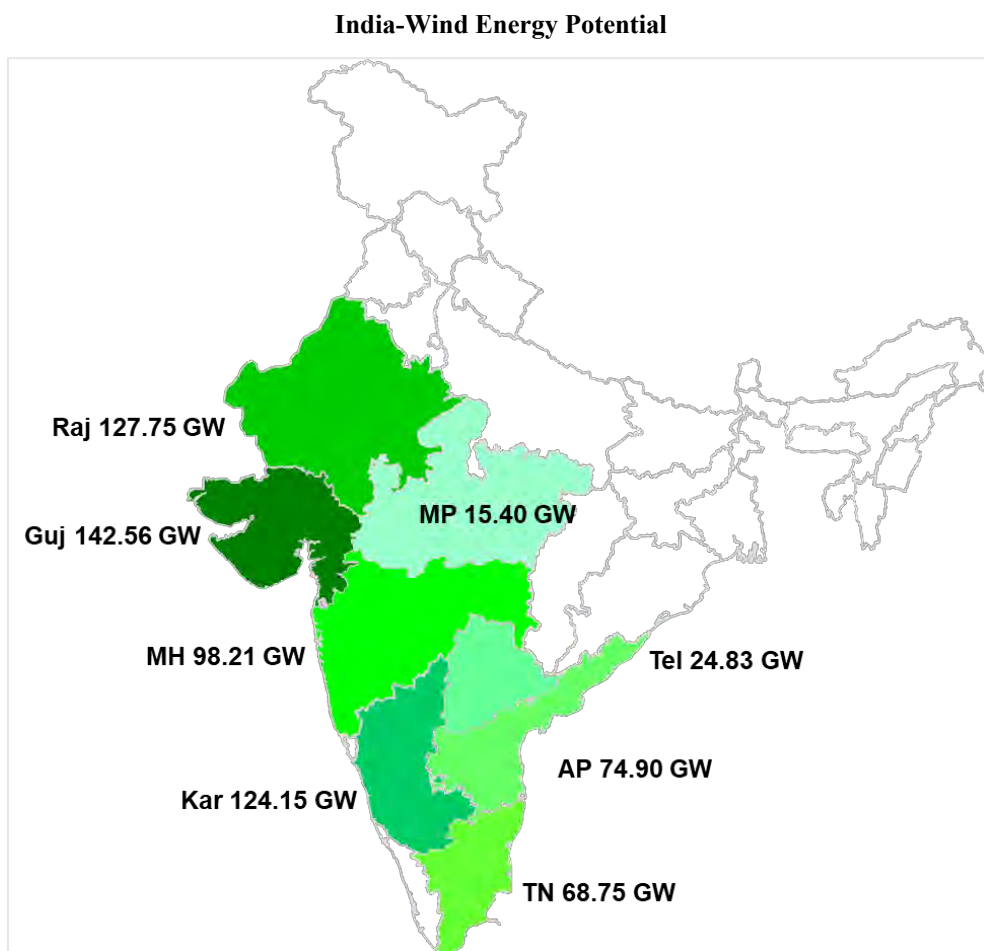 India-Wind Energy Potential
Raj 127.75 GW
MP 15.40 GW
Guj 142.56 GW
MH 98.21 GW
Tel 24.83 GW
AP 74.90 GW
Kar 124.15 GW
TN 68.75 GW